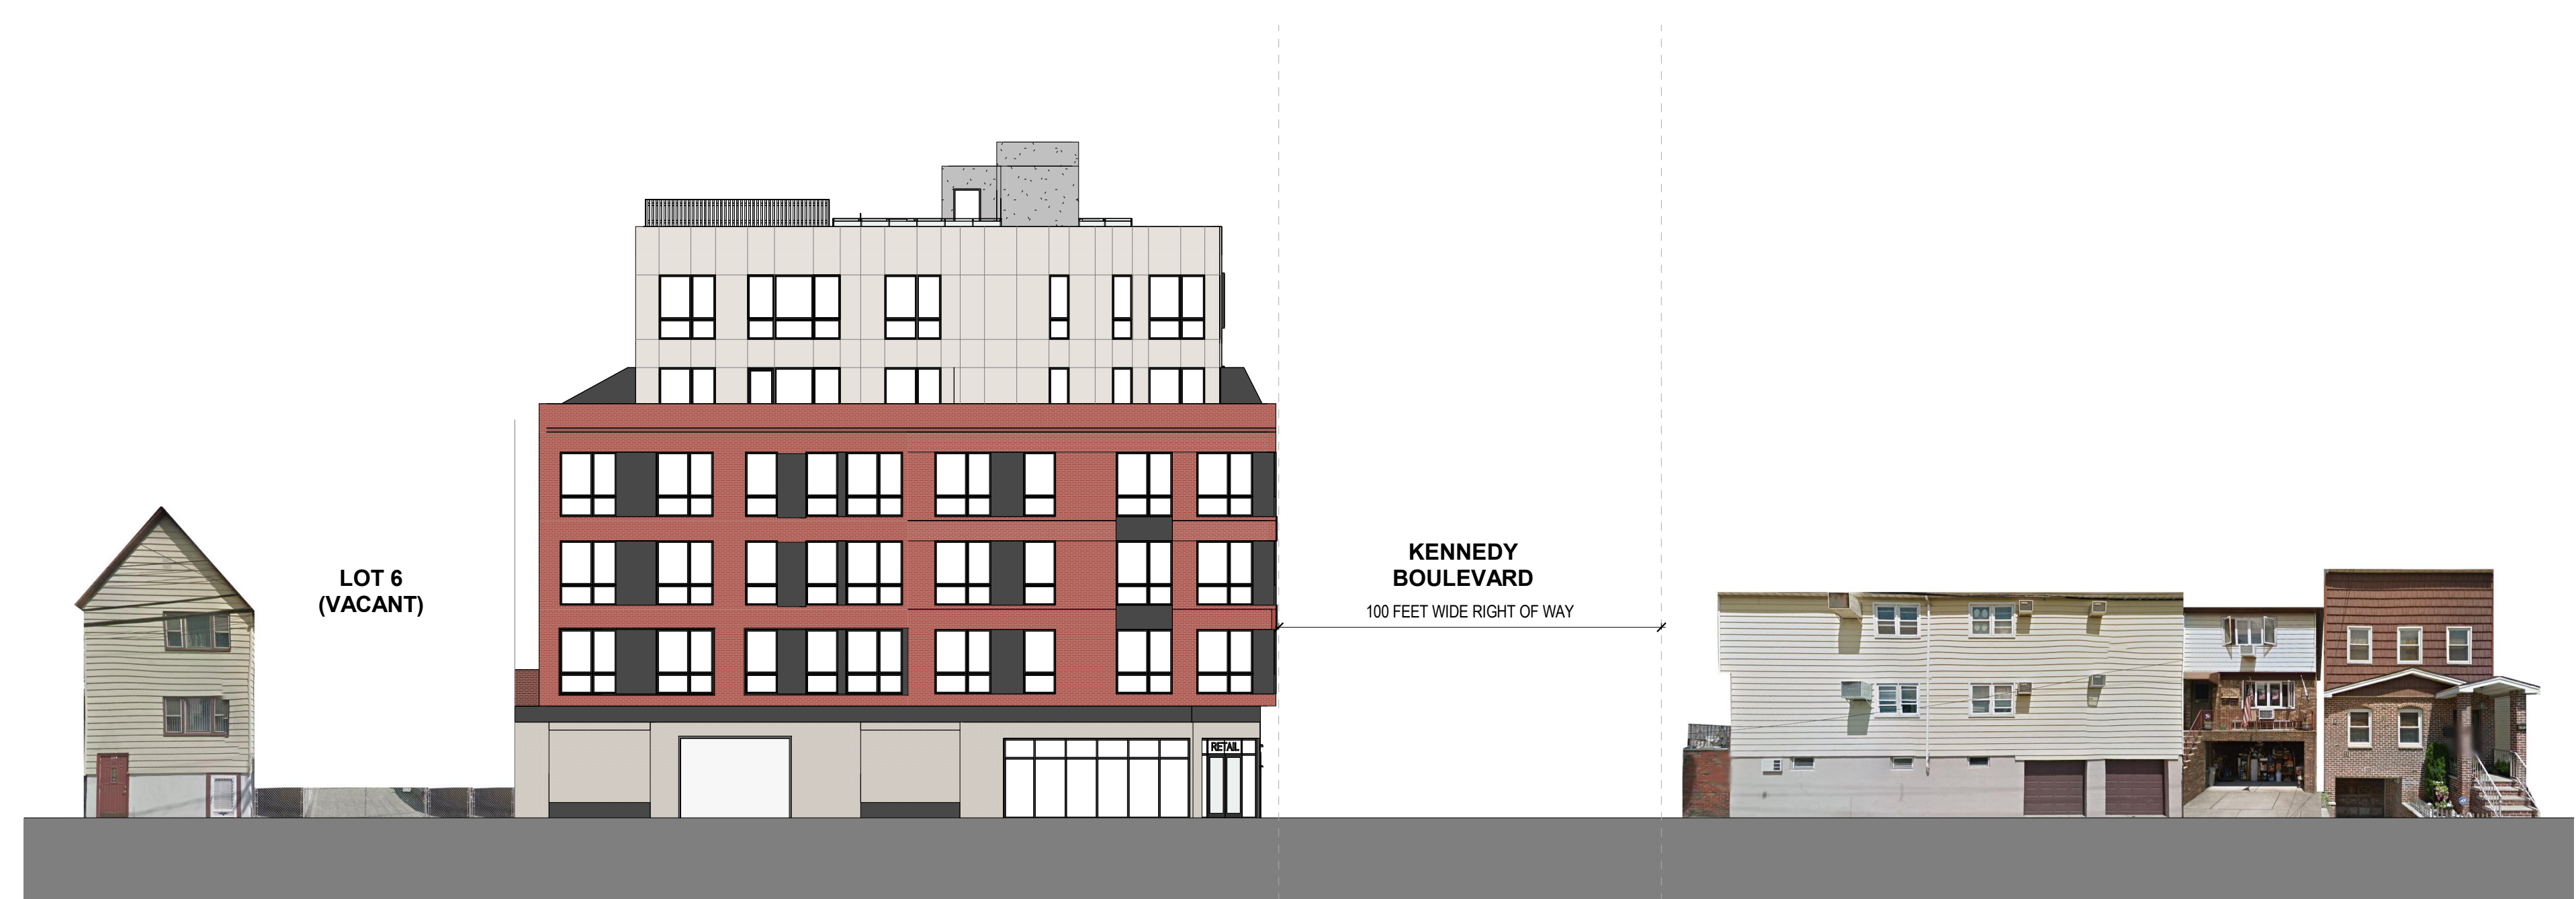 LOT 6
(VACANT)
KENNEDY
BOULEVARD
100 FEET WIDE RIGHT OF WAY
RETAIL